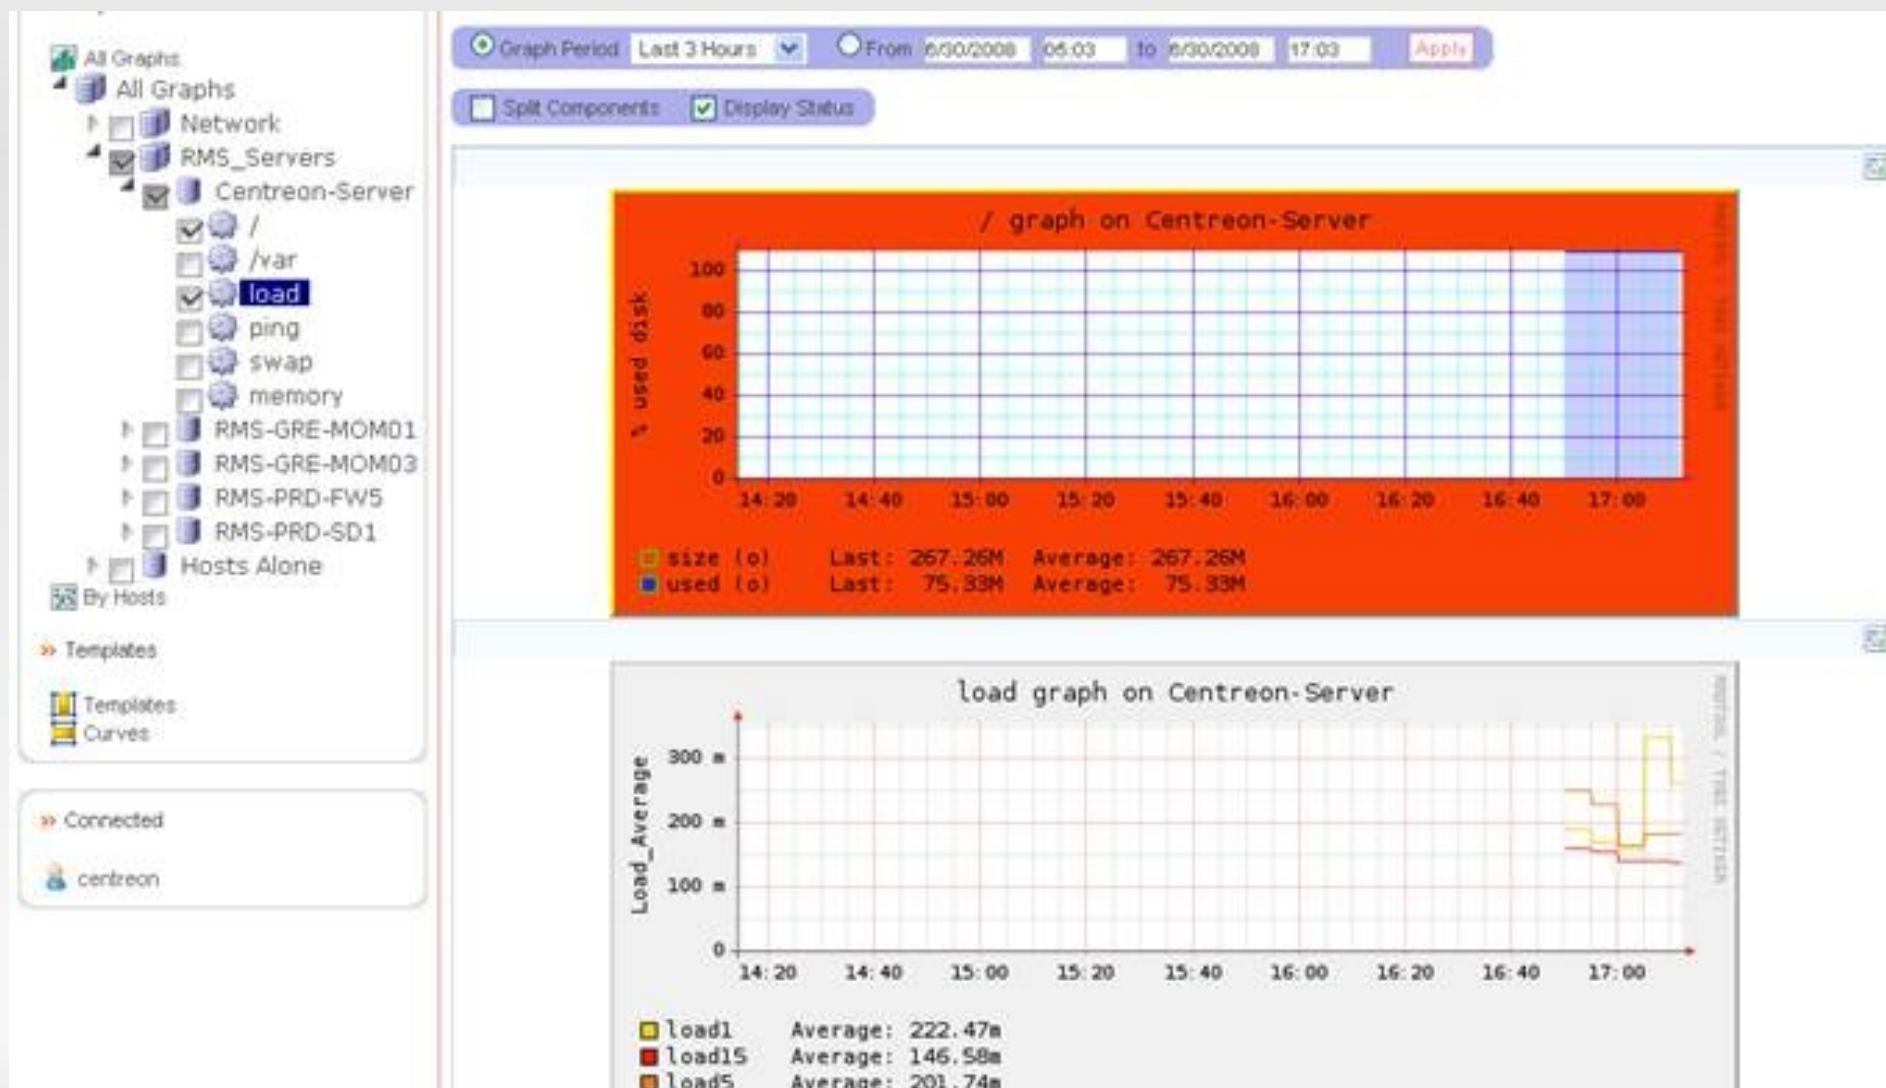 All Graphs
All Graphs
Network
RMS_Servers
Centreon-Server
/
/var
load
ping
swap
memory
RMS-GRE-MOM01
RMS-GRE-MOM03
RMS-PRD-FW5
RMS-PRD-SD1
Hosts Alone
By Hosts
Templates
Templates
Curves
Connected
centreon
Graph Period Last 3 Hours From 6/30/2008 05:03 to 6/30/2008 17:03 Apply
Split Components Display Status
/ graph on Centreon-Server
% used disk
100
80
60
40
20
0
14:20 14:40 15:00 15:20 15:40 16:00 16:20 16:40 17:00
size (o) Last: 267.26M Average: 267.26M
used (o) Last: 75.33M Average: 75.33M
load graph on Centreon-Server
Load_Average
300 m
200 m
100 m
0
14:20 14:40 15:00 15:20 15:40 16:00 16:20 16:40 17:00
load1 Average: 222.47m
load15 Average: 146.58m
load5 Average: 201.74m